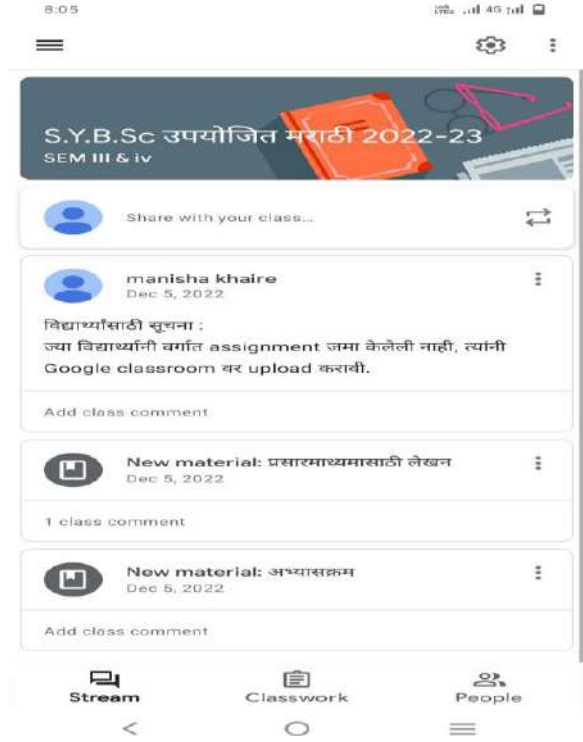 8:05
4G
S.Y.B.Sc उपयोजित मराठी 2022-23
SEM III & iv
Share with your class...
manisha khaire
Dec 5, 2022
विद्यार्थ्यांसाठी सूचना :
ज्या विद्यार्थ्यांनी वर्गात assignment जमा केलेली नाही, त्यांनी
Google classroom वर upload करावी.
Add class comment
New material: प्रसारमाध्यमासाठी लेखन
Dec 5, 2022
1 class comment
New material: अभ्यासक्रम
Dec 5, 2022
Add class comment
Stream Classwork People